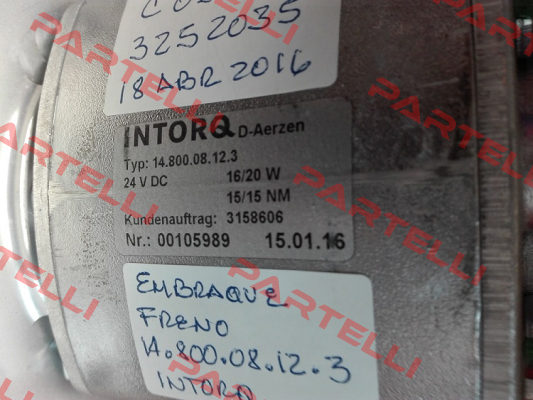 3252035
18 ABR 2016
INTORQ D-Aerzen
Typ: 14.800.08.12.3
24 V DC 16/20 W
15/15 NM
Kundenauftrag: 3158606
Nr.: 00105989 15.01.16
EMBRAQUE
FRENO
14.800.08.12.3
INTORQ
PARTELLI
PARTELLI
PARTELLI
PARTELLI
PARTELLI